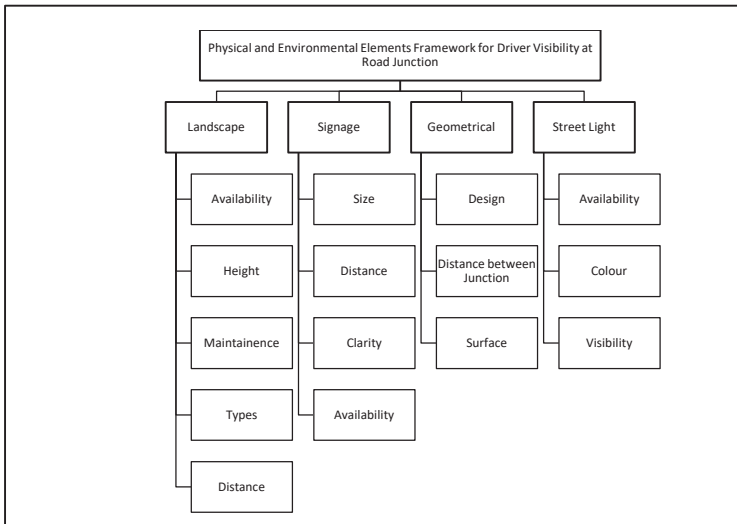 Physical and Environmental Elements Framework for Driver Visibility at
Road Junction
Landscape
Availability
Height
Maintainence
Types
Distance
Signage
Size
Distance
Clarity
Availability
Geometrical
Design
Distance between
Junction
Surface
Street Light
Availability
Colour
Visibility